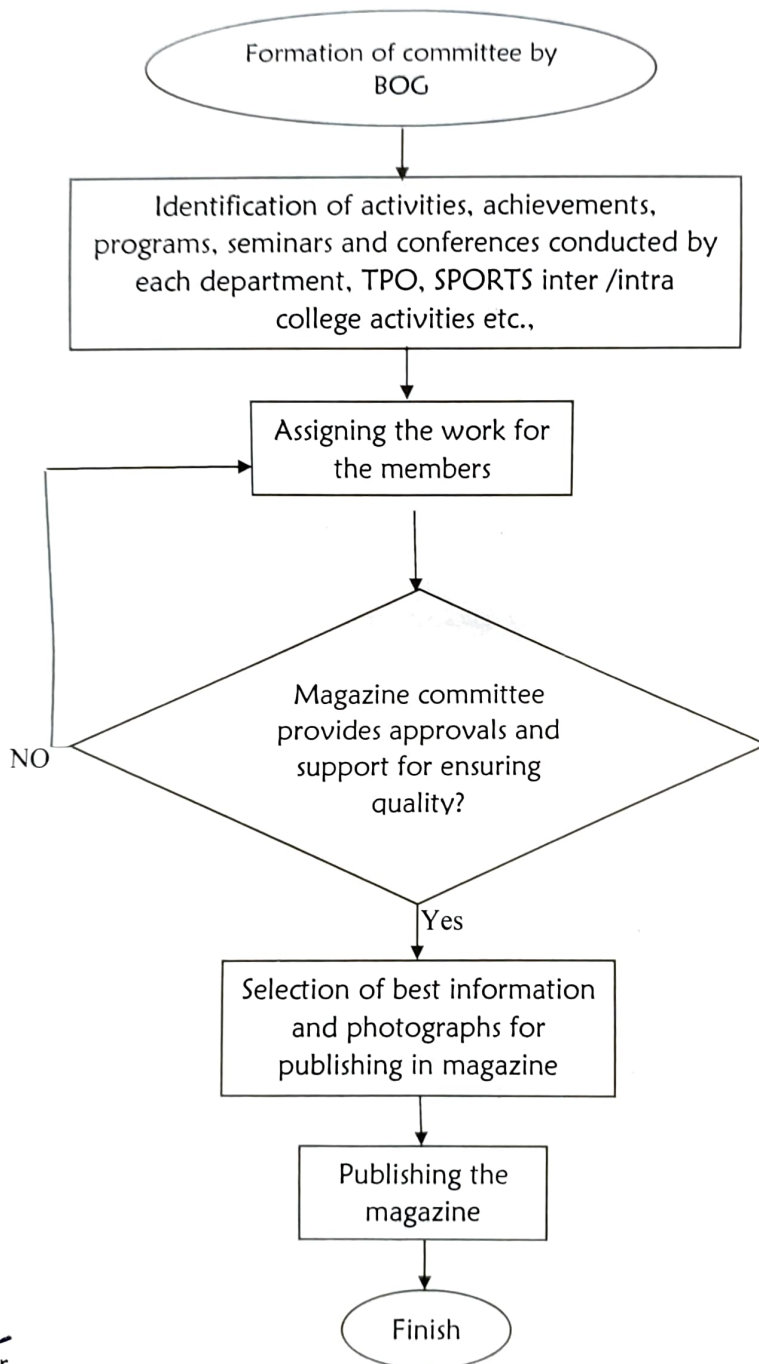 Formation of committee by
BOG
Identification of activities, achievements,
programs, seminars and conferences conducted by
each department, TPO, SPORTS inter /intra
college activities etc.,
Assigning the work for
the members
Magazine committee
provides approvals and
support for ensuring
quality?
NO
Yes
Selection of best information
and photographs for
publishing in magazine
Publishing the
magazine
Finish